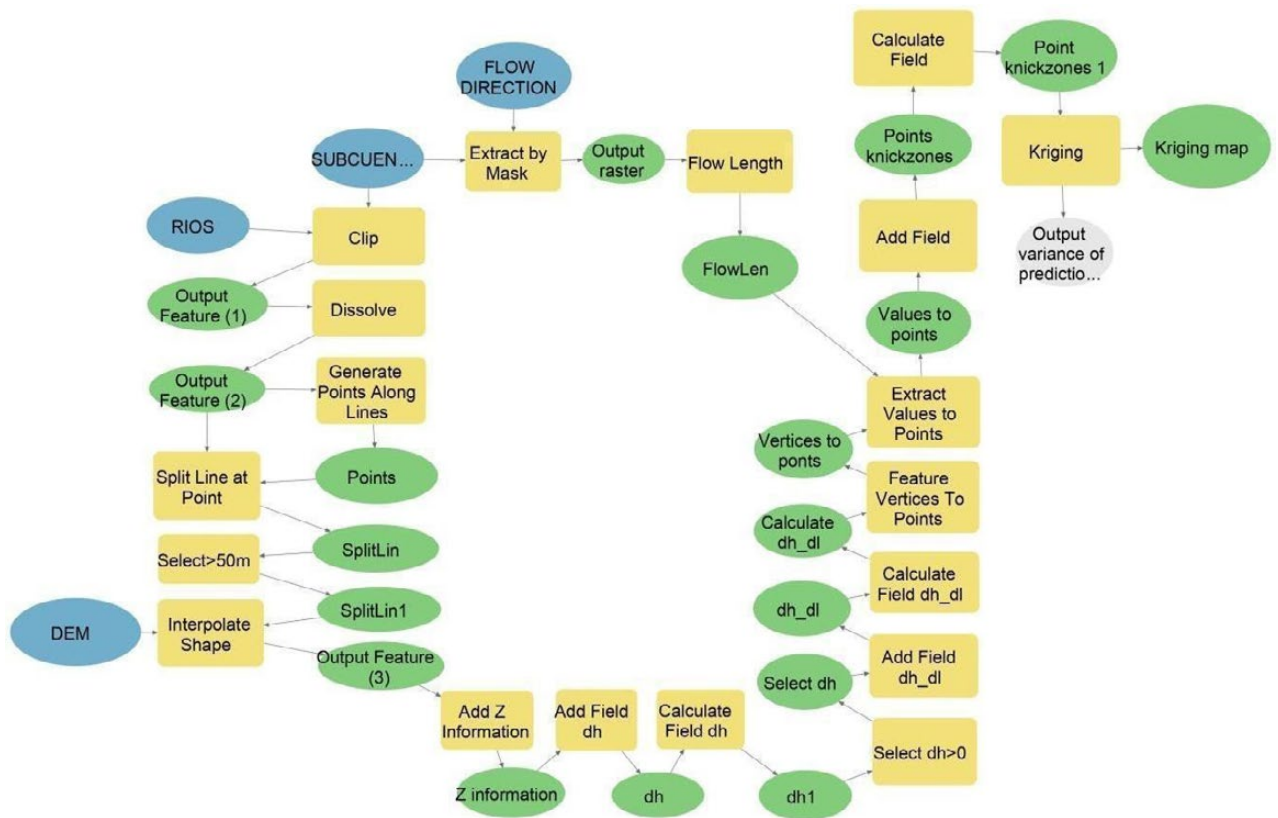 Calculate
Field
Point
knickzones 1
FLOW
DIRECTION
Points
knickzones
Kriging
Kriging map
SUBCUEN...
Extract by
Mask
Output
raster
Flow Length
RIOS
Clip
Add Field
Output
variance of
predictio...
FlowLen
Output
Feature (1)
Dissolve
Values to
points
Output
Feature (2)
Generate
Points Along
Lines
Extract
Values to
Points
Vertices to
ponts
Split Line at
Point
Points
Feature
Vertices To
Points
Calculate
dh_dl
SplitLin
Select>50m
Calculate
Field dh_dl
dh_dl
SplitLin1
DEM
Interpolate
Shape
Output Feature
(3)
Add Field
dh_dl
Select dh
Add Z
Information
Add Field
dh
Calculate
Field dh
Select dh>0
Z information
dh
dh1